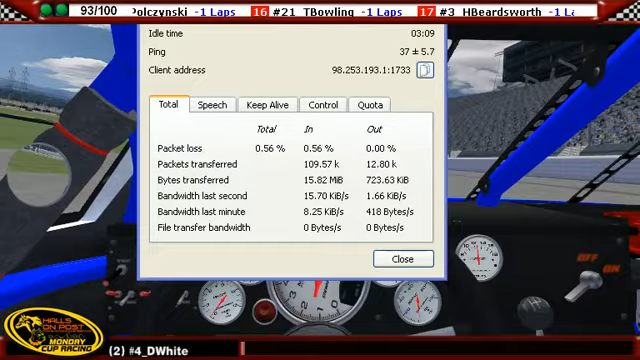 93/100 Polczynski -1 Laps 16 #21 TBowling -1 Laps 17 #3 HBeardsworth -1 La
Idle time 03:09
Ping 37 ± 5.7
Client address 98.253.193.1:1733
Total Speech Keep Alive Control Quota
Total In Out
Packet loss 0.56 % 0.56 % 0.00 %
Packets transferred 109.57 k 12.80 k
Bytes transferred 15.82 MiB 723.63 KiB
Bandwidth last second 15.70 KiB/s 1.66 KiB/s
Bandwidth last minute 8.25 KiB/s 418 Bytes/s
File transfer bandwidth 0 Bytes/s 0 Bytes/s
Close
OFF
ON
HALLS
ON POST
MONDAY
CUP RACING
(2) #4_DWhite